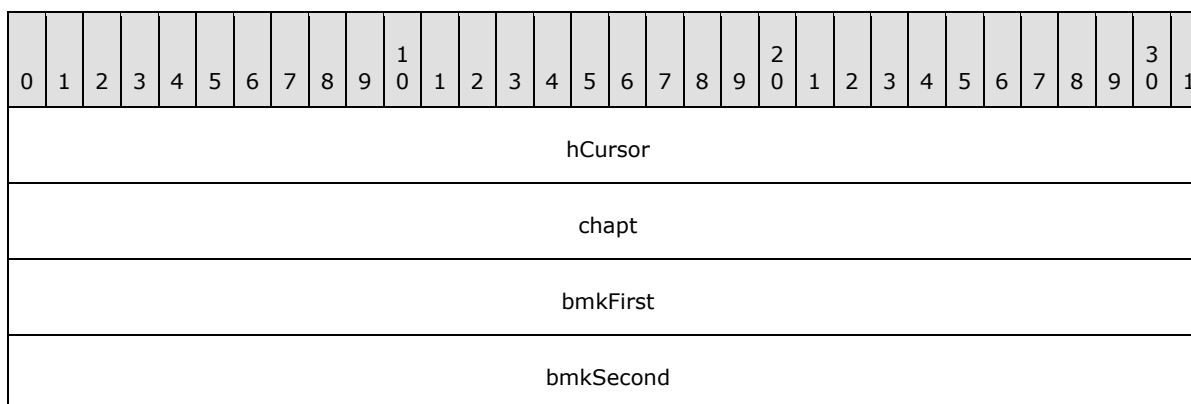 1 2 3
0 1 2 3 4 5 6 7 8 9 0 1 2 3 4 5 6 7 8 9 0 1 2 3 4 5 6 7 8 9 0 1
hCursor
chapt
bmkFirst
bmkSecond